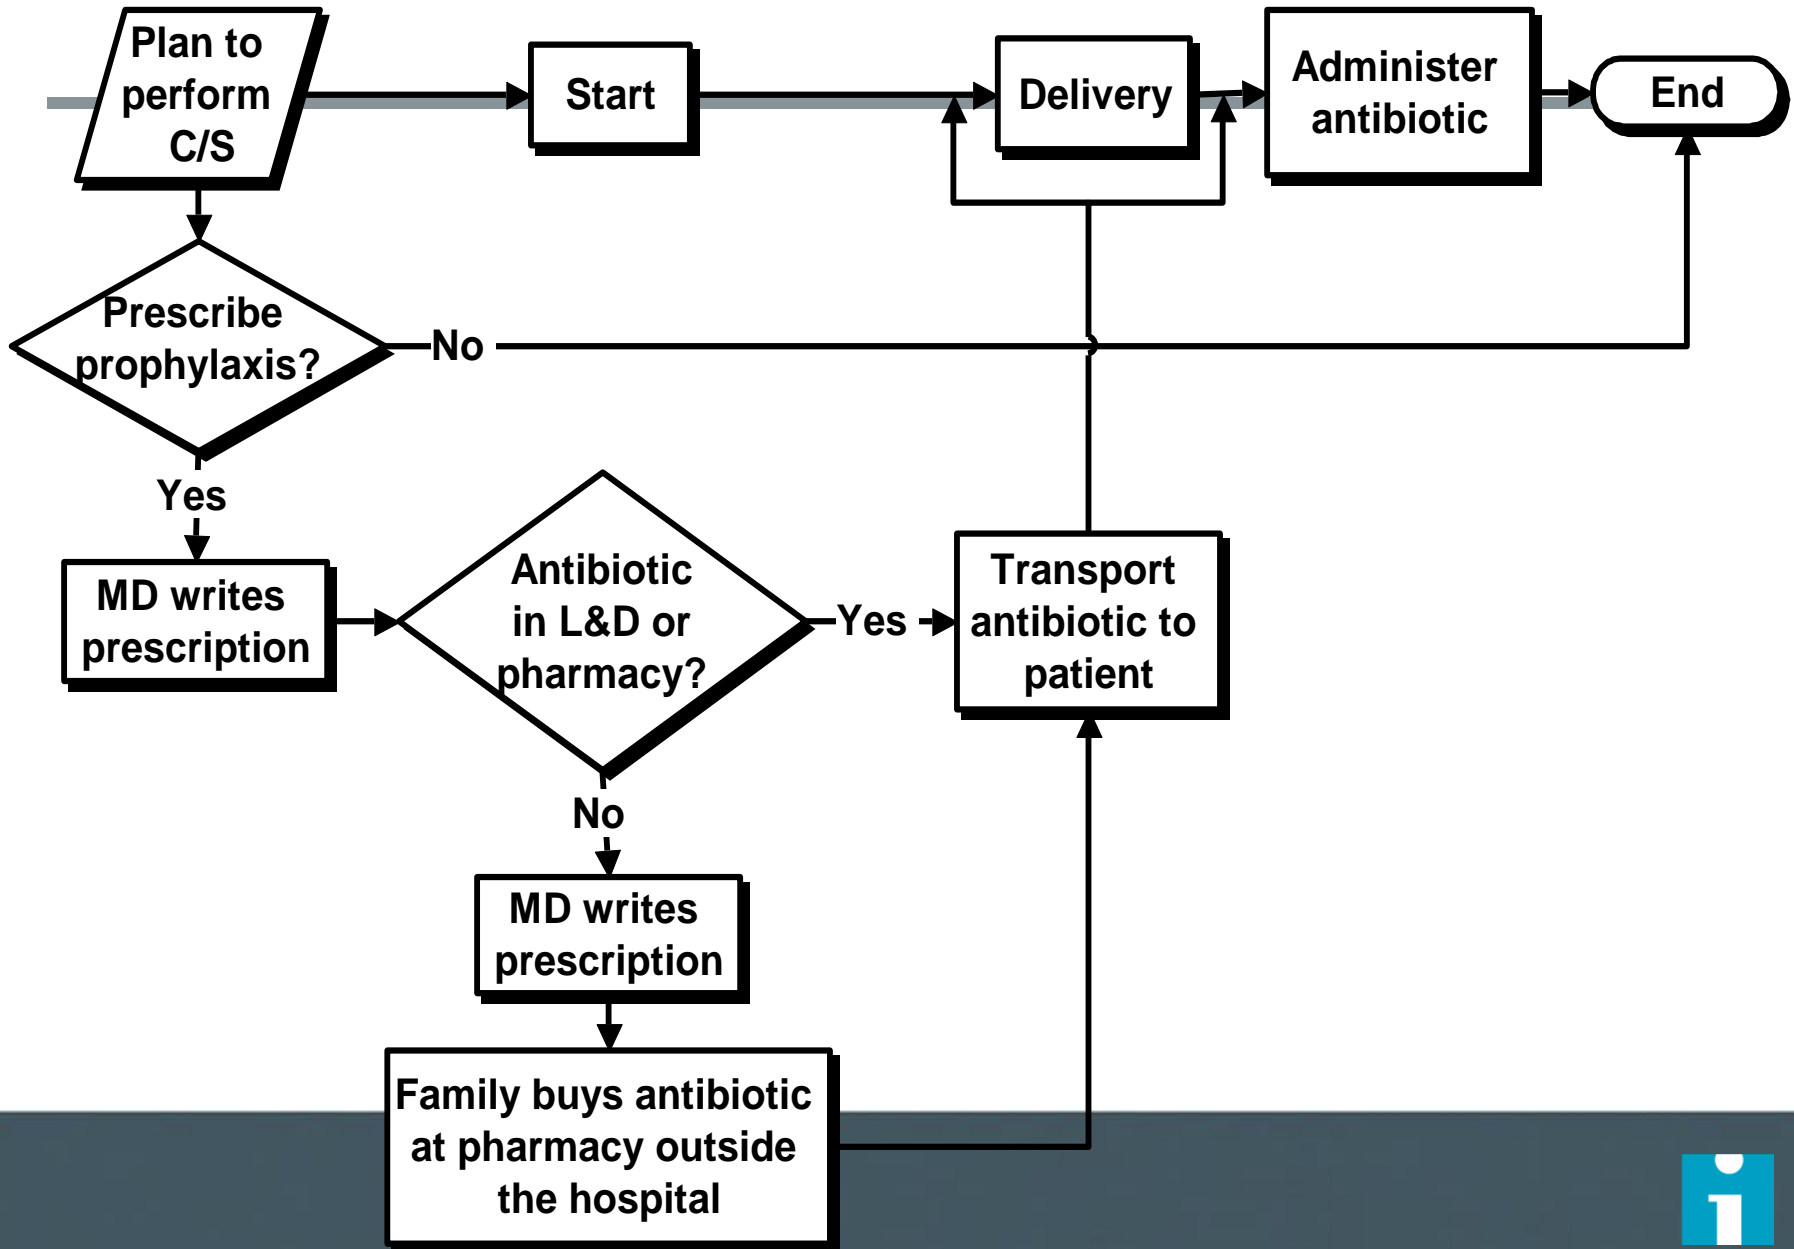 Plan to
perform
C/S
Start
Delivery
Administer
antibiotic
End
Prescribe
prophylaxis?
No
Yes
MD writes
prescription
Antibiotic
in L&D or
pharmacy?
Yes
Transport
antibiotic to
patient
No
MD writes
prescription
Family buys antibiotic
at pharmacy outside
the hospital
i